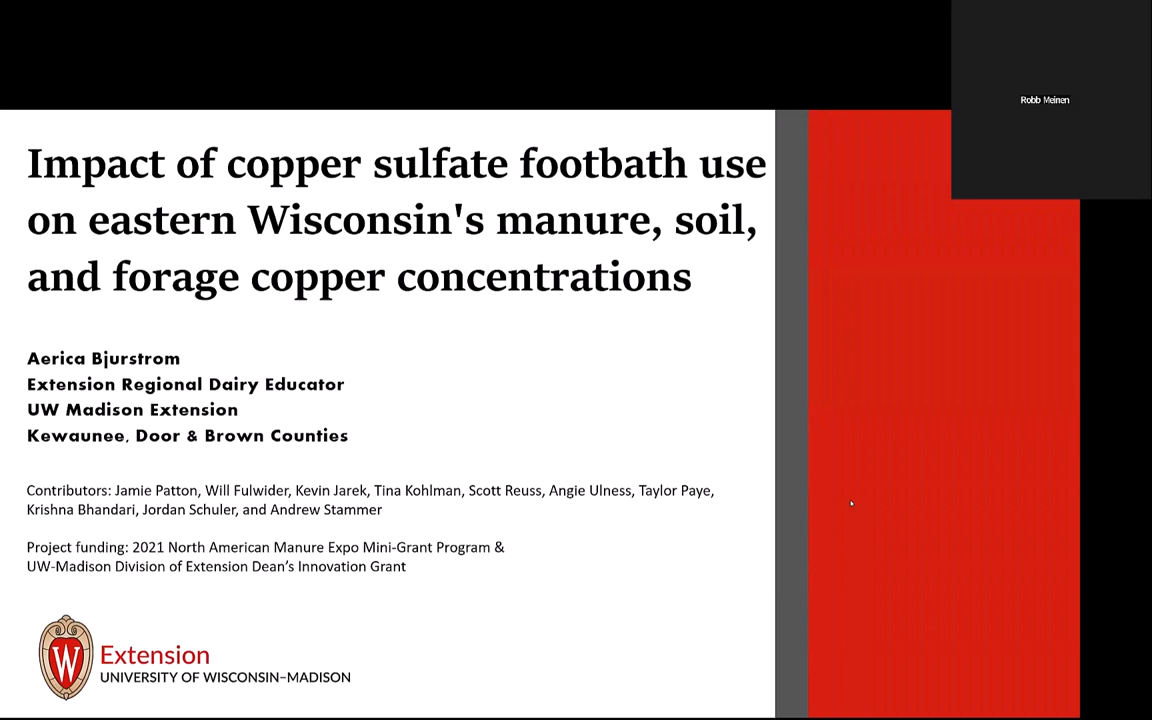 Robb Meinen
Impact of copper sulfate footbath use
on eastern Wisconsin's manure, soil,
and forage copper concentrations
Aerica Bjurstrom
Extension Regional Dairy Educator
UW Madison Extension
Kewaunee, Door & Brown Counties
Contributors: Jamie Patton, Will Fulwider, Kevin Jarek, Tina Kohlman, Scott Reuss, Angie Ulness, Taylor Paye,
Krishna Bhandari, Jordan Schuler, and Andrew Stammer
Project funding: 2021 North American Manure Expo Mini-Grant Program &
UW-Madison Division of Extension Dean’s Innovation Grant
W
Extension
UNIVERSITY OF WISCONSIN–MADISON